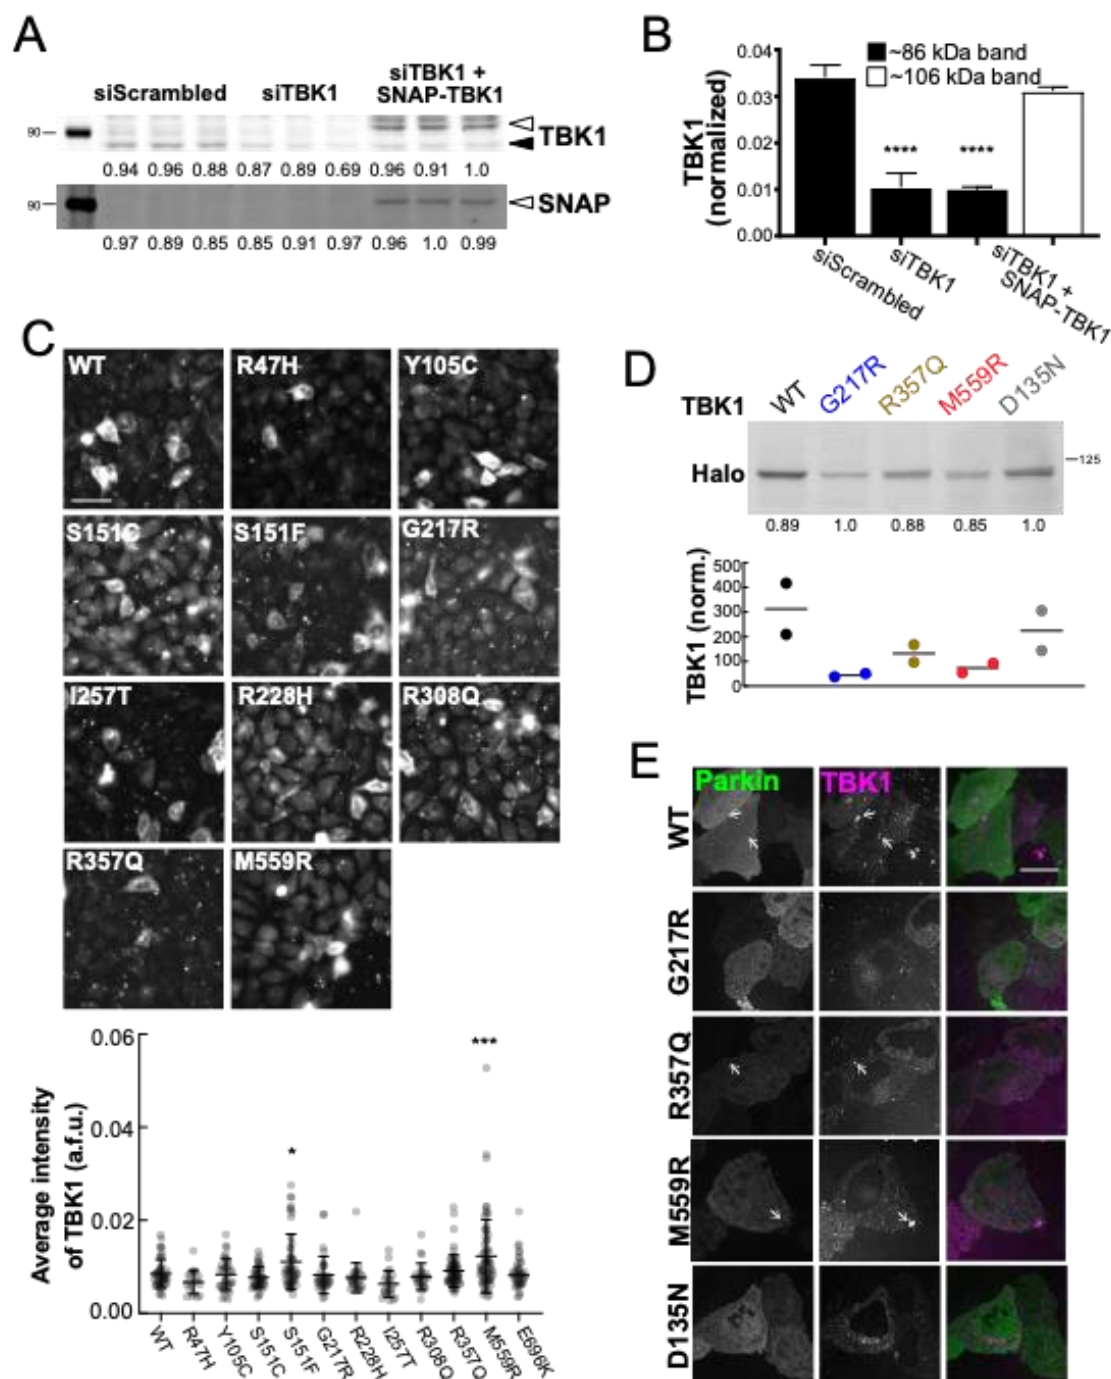 A
siScrambled siTBK1 siTBK1 + SNAP-TBK1
90 TBK1
0.94 0.96 0.88 0.87 0.89 0.69 0.96 0.91 1.0
90 SNAP
0.97 0.89 0.85 0.85 0.91 0.97 0.96 1.0 0.99
B
~86 kDa band
~106 kDa band
TBK1 (normalized)
0.04
0.03
0.02
0.01
0.00
**** ****
siScrambled
siTBK1
siTBK1 + SNAP-TBK1
C
WT R47H Y105C
S151C S151F G217R
I257T R228H R308Q
R357Q M559R
Average intensity of TBK1 (a.f.u.)
0.06
0.04
0.02
0.00
* ***
WT R47H Y105C S151C S151F G217R R228H I257T R308Q R357Q M559R E696K
D
TBK1 WT G217R R357Q M559R D135N
Halo 125
0.89 1.0 0.88 0.85 1.0
TBK1 (norm.)
500
400
300
200
100
0
E
Parkin TBK1
WT
G217R
R357Q
M559R
D135N